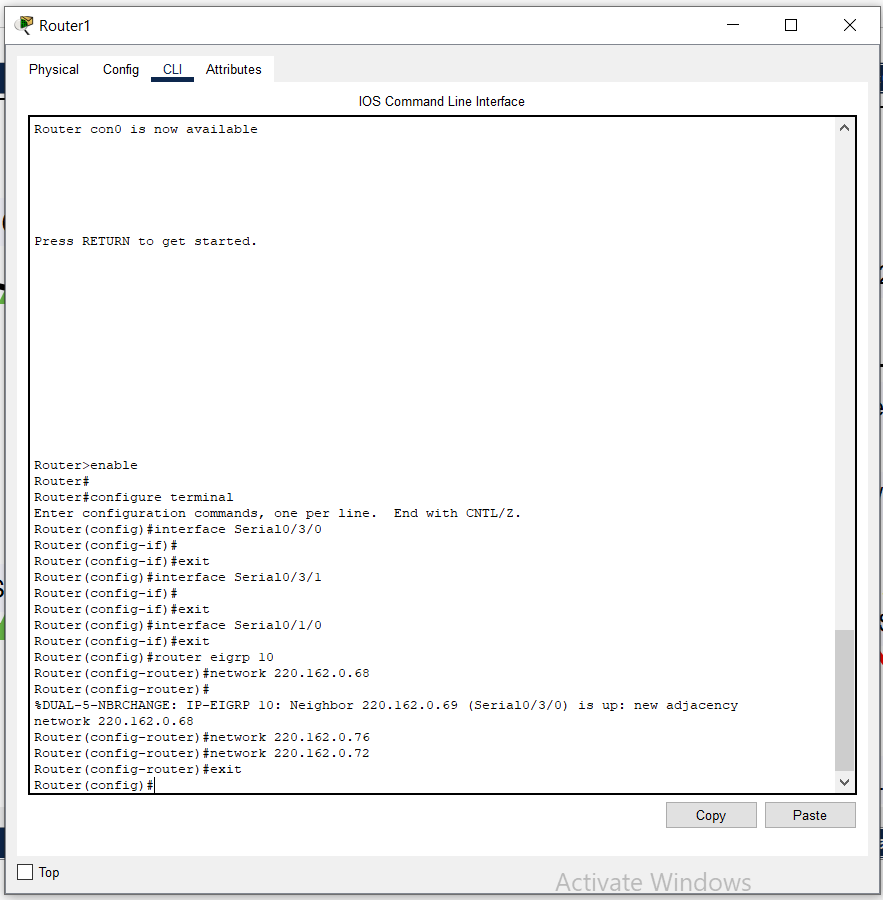 Router1
Physical Config CLI Attributes
IOS Command Line Interface
Router con0 is now available
Press RETURN to get started.
Router>enable
Router#
Router#configure terminal
Enter configuration commands, one per line.  End with CNTL/Z.
Router(config)#interface Serial0/3/0
Router(config-if)#
Router(config-if)#exit
Router(config)#interface Serial0/3/1
Router(config-if)#
Router(config-if)#exit
Router(config)#interface Serial0/1/0
Router(config-if)#exit
Router(config)#router eigrp 10
Router(config-router)#network 220.162.0.68
Router(config-router)#
%DUAL-5-NBRCHANGE: IP-EIGRP 10: Neighbor 220.162.0.69 (Serial0/3/0) is up: new adjacency
network 220.162.0.68
Router(config-router)#network 220.162.0.76
Router(config-router)#network 220.162.0.72
Router(config-router)#exit
Router(config)#
Copy Paste
Top
Activate Windows